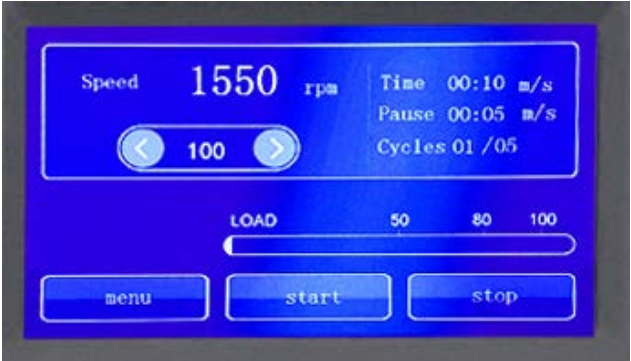 Speed 1550 rpm
Time 00:10 m/s
Pause 00:05 m/s
Cycles 01 /05
< 100 >
LOAD 50 80 100
menu start stop